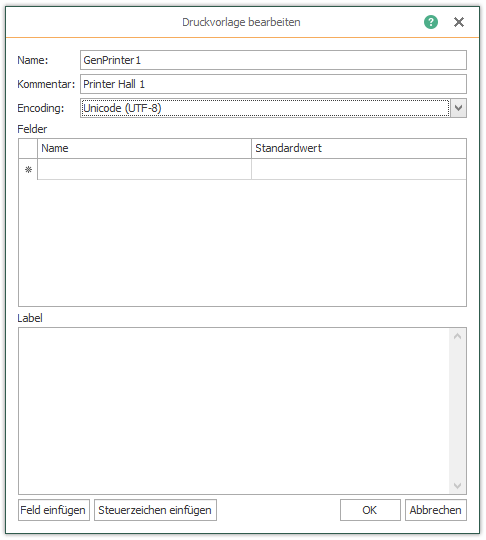 Druckvorlage bearbeiten ?
Name: GenPrinter1
Kommentar: Printer Hall 1
Encoding: Unicode (UTF-8)
Felder
Name Standardwert
Label
Feld einfügen Steuerzeichen einfügen OK Abbrechen